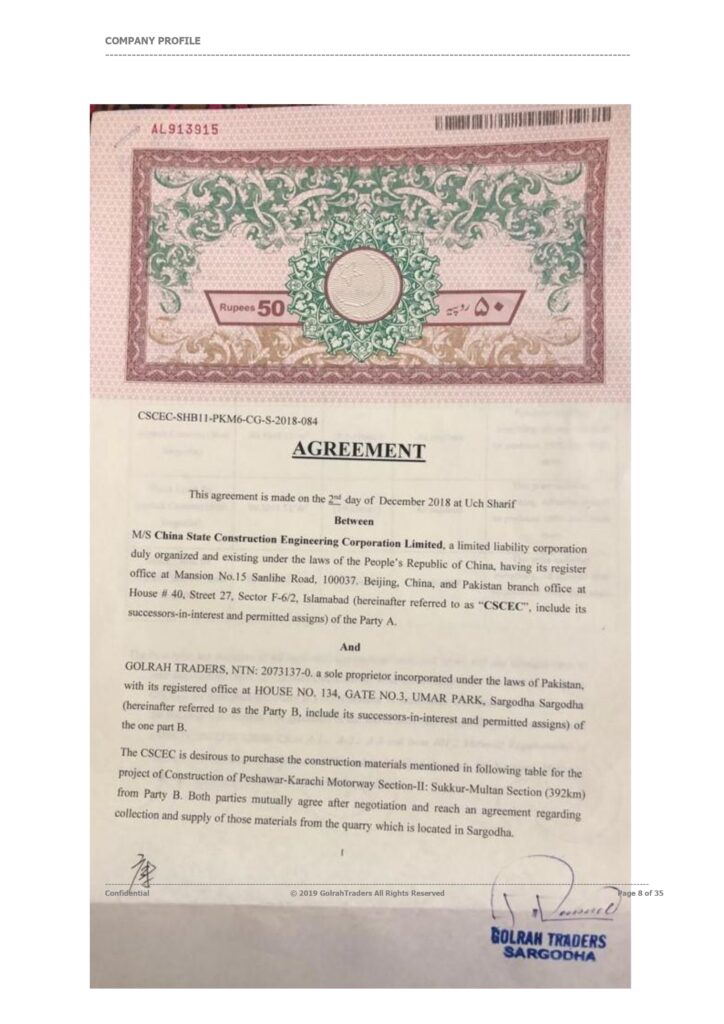 COMPANY PROFILE
AL913915
Rupees 50
۵۰ روپیہ
CSCEC-SHB11-PKM6-CG-S-2018-084
AGREEMENT
This agreement is made on the 2nd day of December 2018 at Uch Sharif
Between
M/S China State Construction Engineering Corporation Limited, a limited liability corporation
duly organized and existing under the laws of the People's Republic of China, having its register
office at Mansion No.15 Sanlihe Road, 100037. Beijing, China, and Pakistan branch office at
House # 40, Street 27, Sector F-6/2, Islamabad (hereinafter referred to as "CSCEC", include its
successors-in-interest and permitted assigns) of the Party A.
And
GOLRAH TRADERS, NTN: 2073137-0. a sole proprietor incorporated under the laws of Pakistan,
with its registered office at HOUSE NO. 134, GATE NO.3, UMAR PARK, Sargodha Sargodha
(hereinafter referred to as the Party B, include its successors-in-interest and permitted assigns) of
the one part B.
The CSCEC is desirous to purchase the construction materials mentioned in following table for the
project of Construction of Peshawar-Karachi Motorway Section-II: Sukkur-Multan Section (392km)
from Party B. Both parties mutually agree after negotiation and reach an agreement regarding
collection and supply of those materials from the quarry which is located in Sargodha.
1
Confidential © 2019 GolrahTraders All Rights Reserved Page 8 of 35
GOLRAH TRADERS
SARGODHA